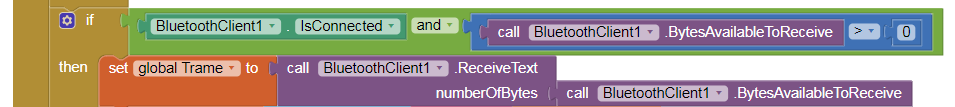 if BluetoothClient1 . IsConnected and call BluetoothClient1 .BytesAvailableToReceive > 0
then set global Trame to call BluetoothClient1 .ReceiveText
numberOfBytes call BluetoothClient1 .BytesAvailableToReceive